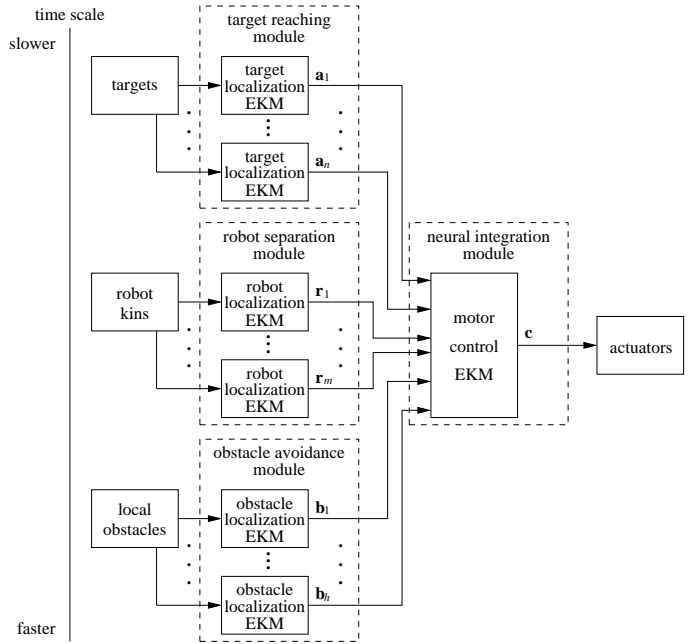 time scale
slower
target reaching
module
targets
target
localization
EKM
a1
target
localization
EKM
an
robot separation
module
robot
kins
robot
localization
EKM
r1
robot
localization
EKM
rm
neural integration
module
motor
control
EKM
c
actuators
obstacle avoidance
module
local
obstacles
obstacle
localization
EKM
b1
obstacle
localization
EKM
bh
faster